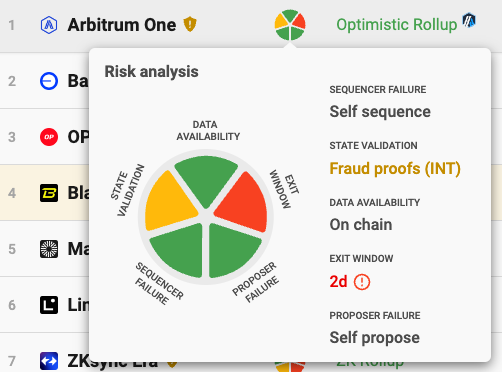 1 Arbitrum One Optimistic Rollup
Risk analysis
DATA
AVAILABILITY
EXIT
WINDOW
PROPOSER
FAILURE
SEQUENCER
FAILURE
STATE
VALIDATION
SEQUENCER FAILURE
Self sequence
STATE VALIDATION
Fraud proofs (INT)
DATA AVAILABILITY
On chain
EXIT WINDOW
2d
PROPOSER FAILURE
Self propose
2 Ba
3 OP OP
4 Bla
5 Ma
6 Lin
7 ZKsync Era ZK Rollup